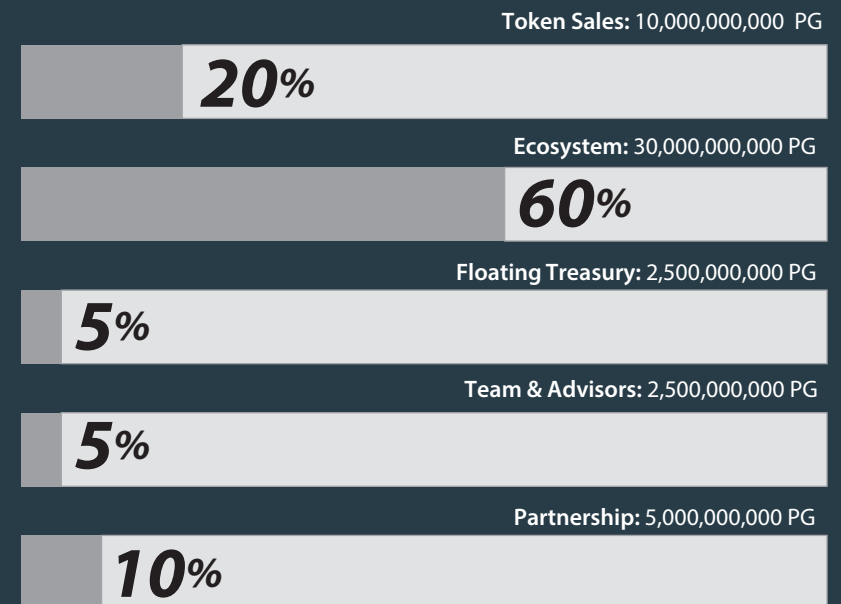 Token Sales: 10,000,000,000 PG
20%
Ecosystem: 30,000,000,000 PG
60%
Floating Treasury: 2,500,000,000 PG
5%
Team & Advisors: 2,500,000,000 PG
5%
Partnership: 5,000,000,000 PG
10%